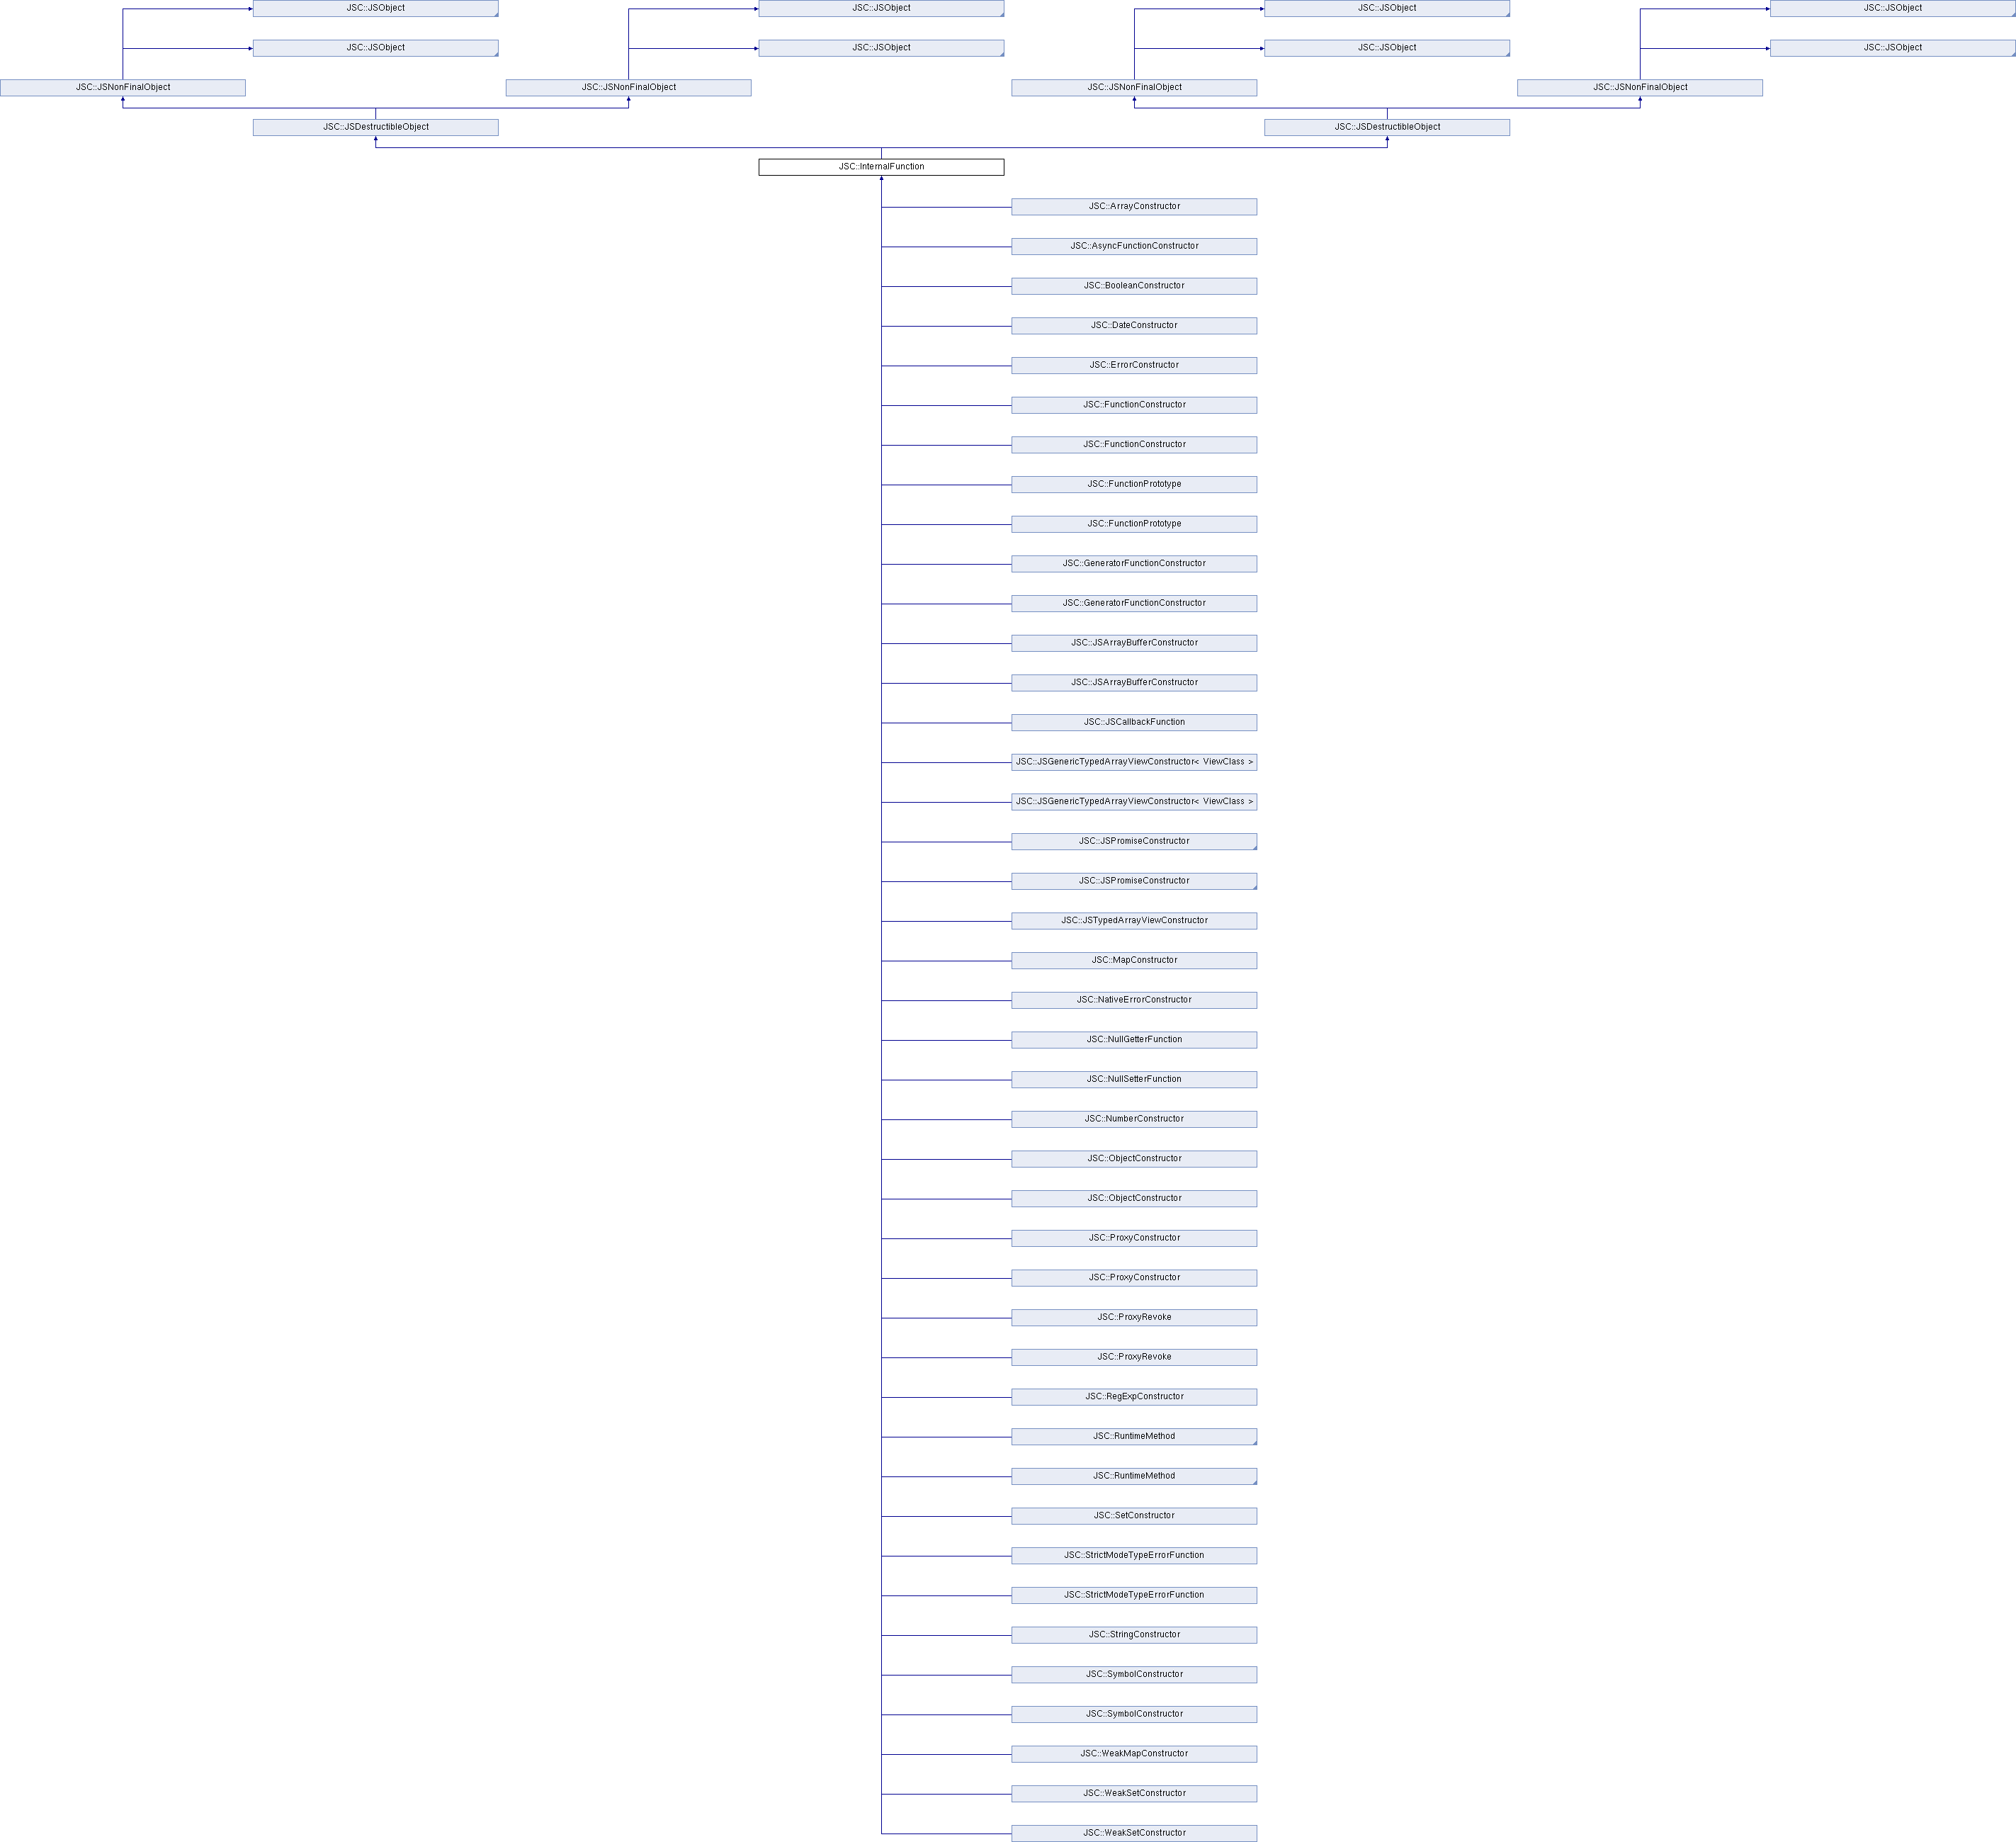 JSC::JSObject
JSC::JSObject
JSC::JSObject
JSC::JSObject
JSC::JSObject
JSC::JSObject
JSC::JSObject
JSC::JSObject
JSC::JSNonFinalObject
JSC::JSNonFinalObject
JSC::JSNonFinalObject
JSC::JSNonFinalObject
JSC::JSDestructibleObject
JSC::JSDestructibleObject
JSC::InternalFunction
JSC::ArrayConstructor
JSC::AsyncFunctionConstructor
JSC::BooleanConstructor
JSC::DateConstructor
JSC::ErrorConstructor
JSC::FunctionConstructor
JSC::FunctionConstructor
JSC::FunctionPrototype
JSC::FunctionPrototype
JSC::GeneratorFunctionConstructor
JSC::GeneratorFunctionConstructor
JSC::JSArrayBufferConstructor
JSC::JSArrayBufferConstructor
JSC::JSCallbackFunction
JSC::JSGenericTypedArrayViewConstructor< ViewClass >
JSC::JSGenericTypedArrayViewConstructor< ViewClass >
JSC::JSPromiseConstructor
JSC::JSPromiseConstructor
JSC::JSTypedArrayViewConstructor
JSC::MapConstructor
JSC::NativeErrorConstructor
JSC::NullGetterFunction
JSC::NullSetterFunction
JSC::NumberConstructor
JSC::ObjectConstructor
JSC::ObjectConstructor
JSC::ProxyConstructor
JSC::ProxyConstructor
JSC::ProxyRevoke
JSC::ProxyRevoke
JSC::RegExpConstructor
JSC::RuntimeMethod
JSC::RuntimeMethod
JSC::SetConstructor
JSC::StrictModeTypeErrorFunction
JSC::StrictModeTypeErrorFunction
JSC::StringConstructor
JSC::SymbolConstructor
JSC::SymbolConstructor
JSC::WeakMapConstructor
JSC::WeakSetConstructor
JSC::WeakSetConstructor